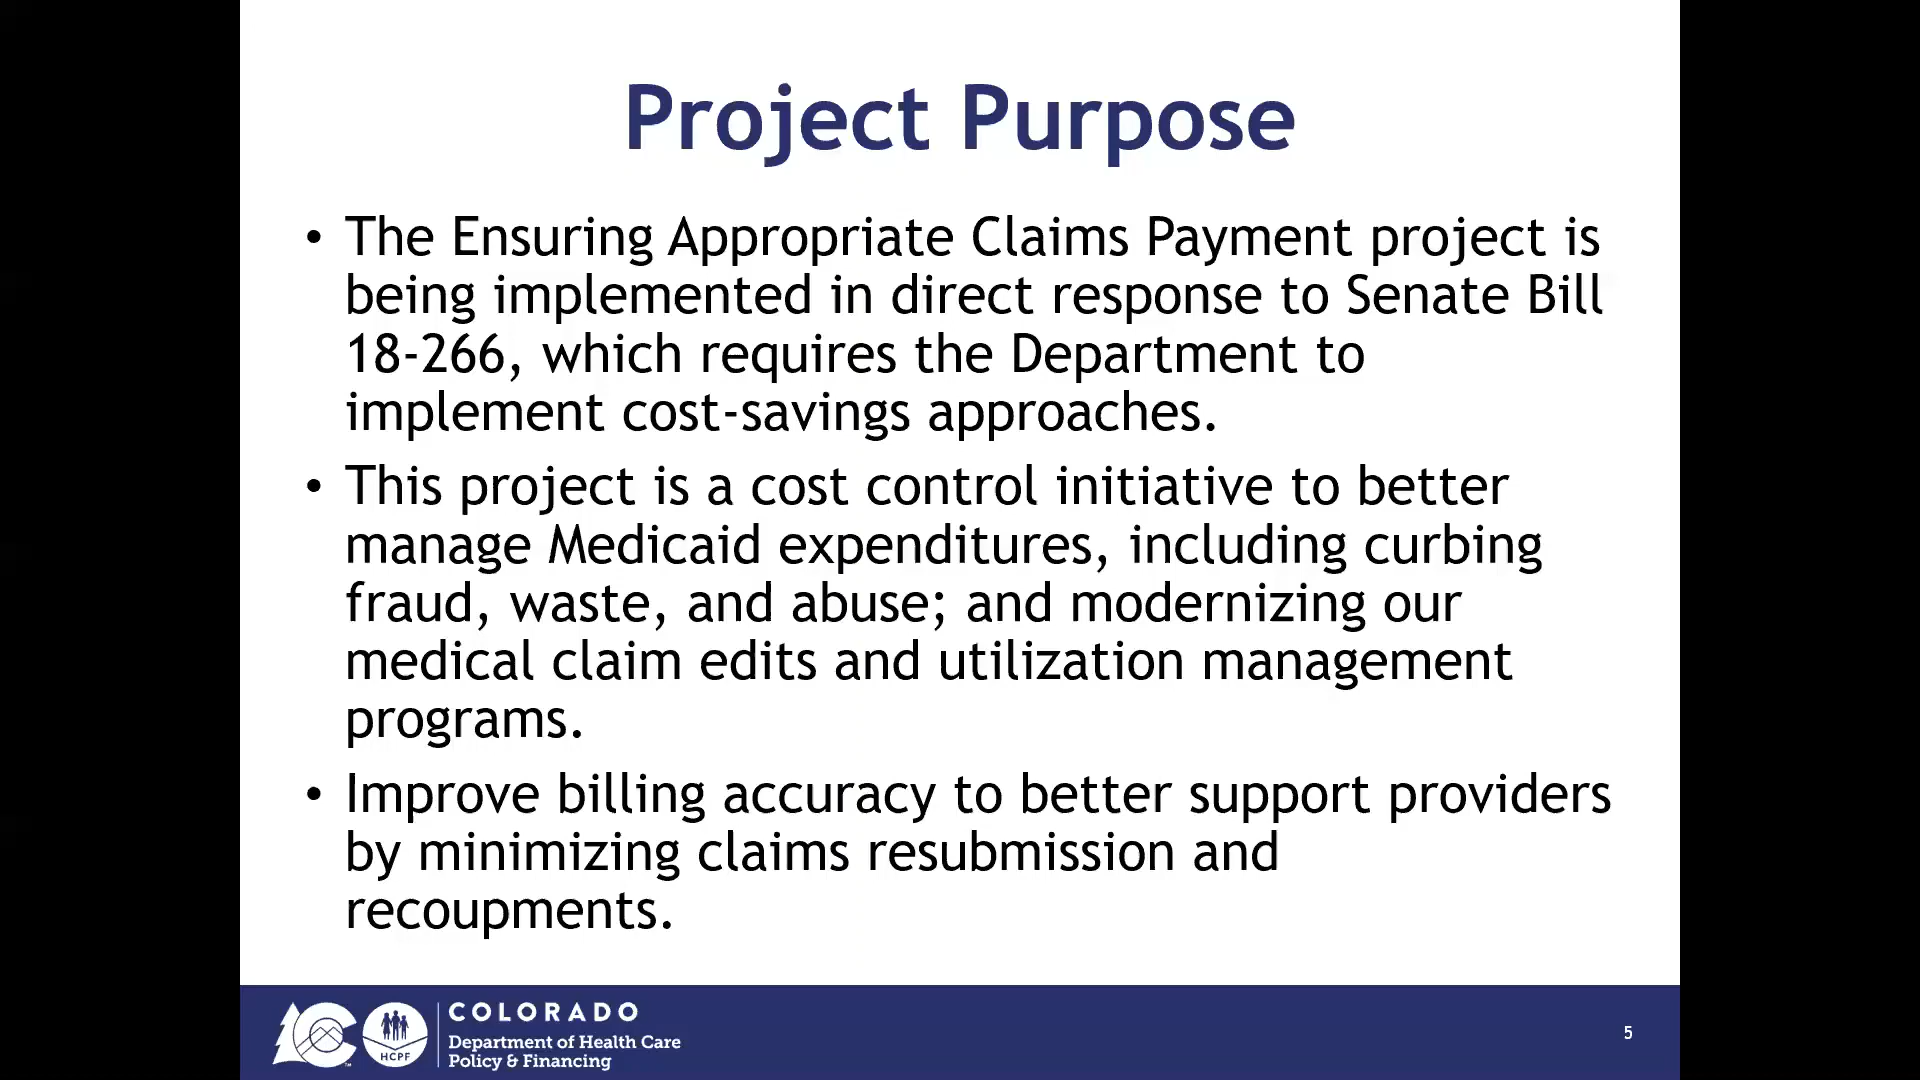 Project Purpose
• The Ensuring Appropriate Claims Payment project is
being implemented in direct response to Senate Bill
18-266, which requires the Department to
implement cost-savings approaches.
• This project is a cost control initiative to better
manage Medicaid expenditures, including curbing
fraud, waste, and abuse; and modernizing our
medical claim edits and utilization management
programs.
• Improve billing accuracy to better support providers
by minimizing claims resubmission and
recoupments.
HCPF
COLORADO
Department of Health Care
Policy & Financing
5